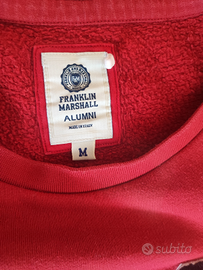 FRANKLIN
MARSHALL
ALUMNI
MADE IN ITALY
M
subito